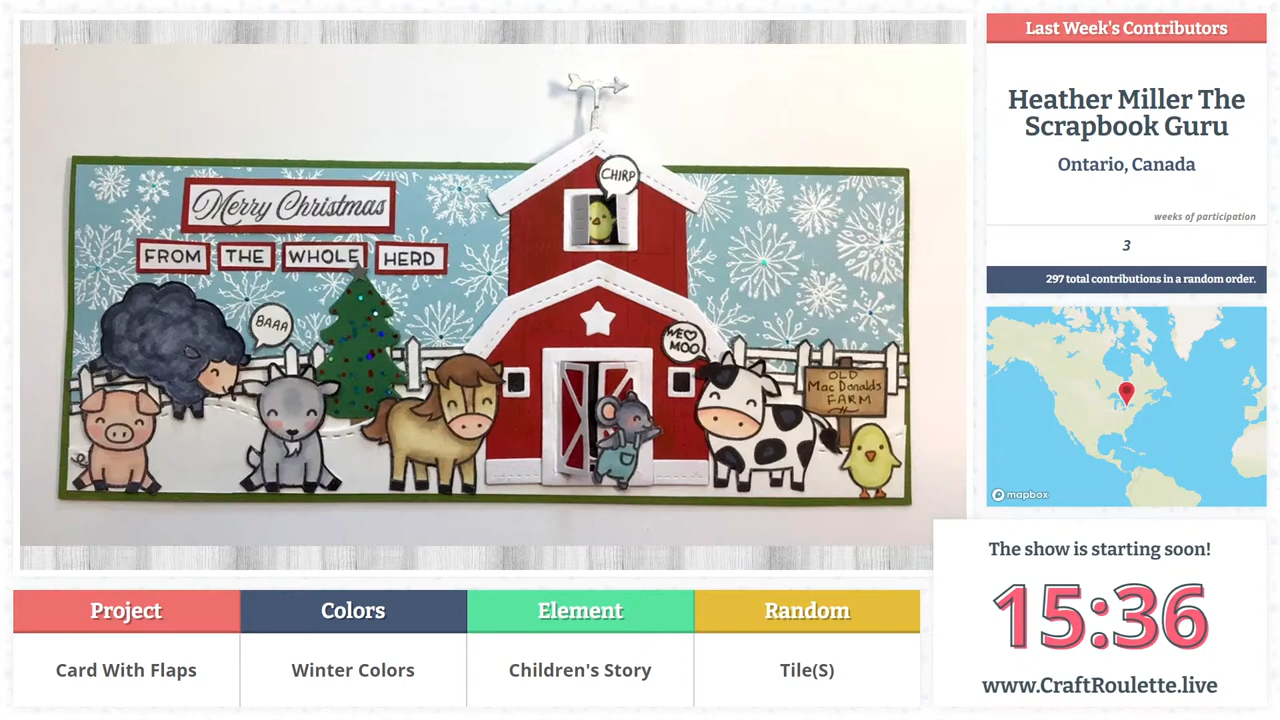 Last Week's Contributors
Heather Miller The
Scrapbook Guru
Ontario, Canada
weeks of participation
3
297 total contributions in a random order.
CHIRP
Merry Christmas
FROM THE WHOLE HERD
BAAA
WE♡
MOO
OLD
MacDonalds
FARM
mapbox
The show is starting soon!
15:36
www.CraftRoulette.live
Project
Colors
Element
Random
Card With Flaps
Winter Colors
Children's Story
Tile(S)